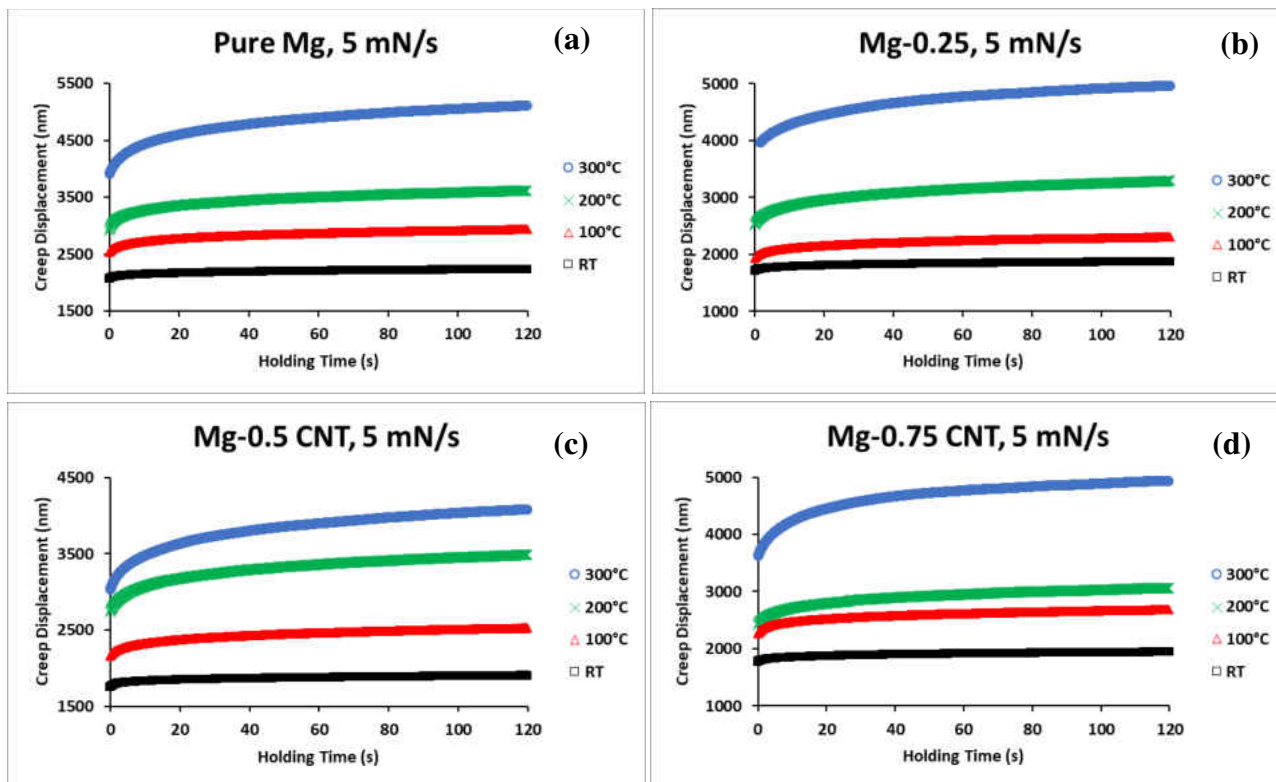 Pure Mg, 5 mN/s
(a)
Creep Displacement (nm)
5500
4500
3500
2500
1500
0 20 40 60 80 100 120
Holding Time (s)
300°C
200°C
100°C
RT
Mg-0.25, 5 mN/s
(b)
Creep Displacement (nm)
5000
4000
3000
2000
1000
0 20 40 60 80 100 120
Holding Time (s)
300°C
200°C
100°C
RT
Mg-0.5 CNT, 5 mN/s
(c)
Creep Displacement (nm)
4500
3500
2500
1500
0 20 40 60 80 100 120
Holding Time (s)
300°C
200°C
100°C
RT
Mg-0.75 CNT, 5 mN/s
(d)
Creep Displacement (nm)
5000
4000
3000
2000
1000
0 20 40 60 80 100 120
Holding Time (s)
300°C
200°C
100°C
RT